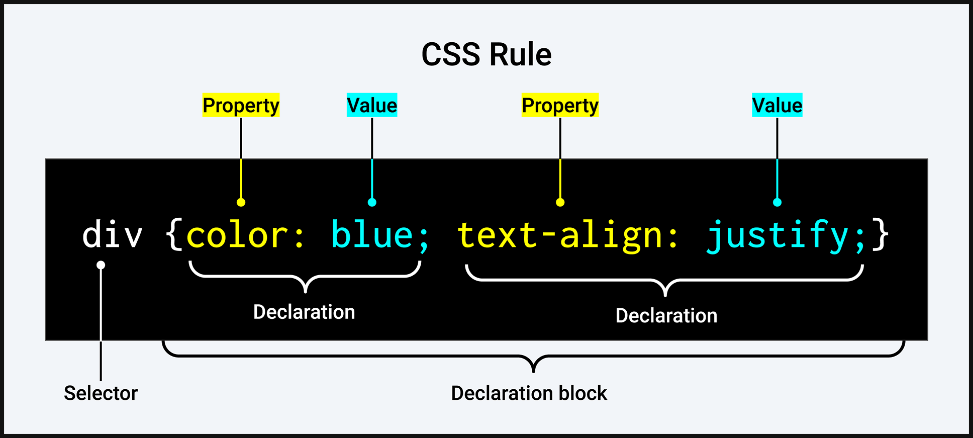 CSS Rule
Property Value Property Value
div {color: blue; text-align: justify;}
Declaration Declaration
Selector Declaration block